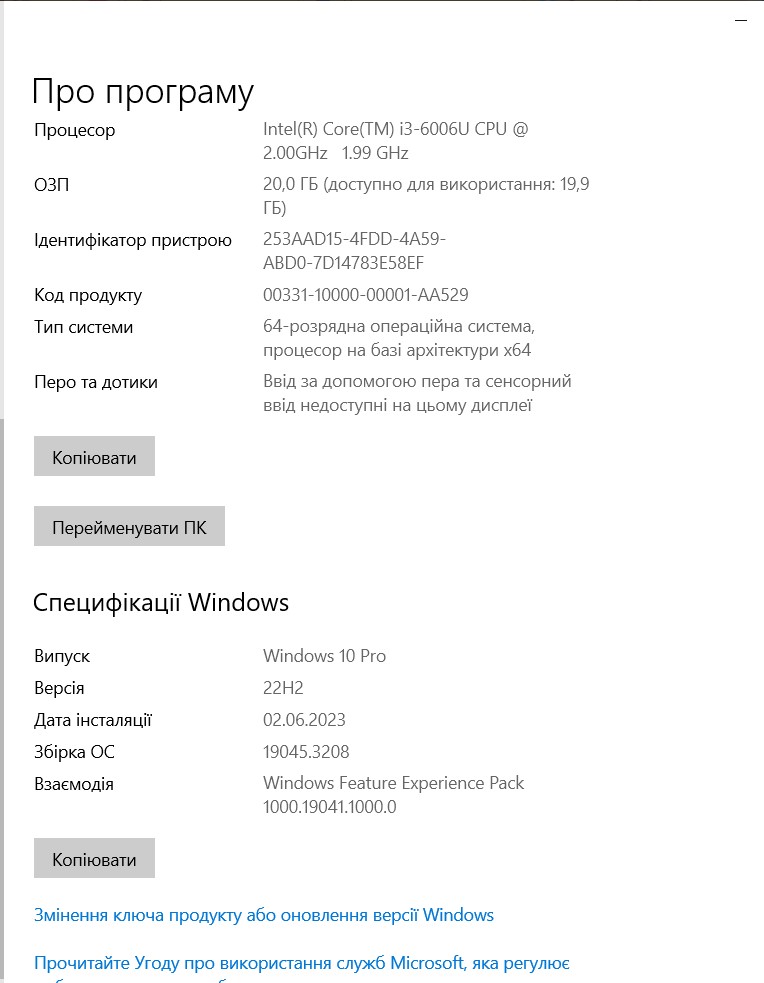 Про програму
Процесор
Intel(R) Core(TM) i3-6006U CPU @
2.00GHz 1.99 GHz
ОЗП
20,0 ГБ (доступно для використання: 19,9
ГБ)
Ідентифікатор пристрою
253AAD15-4FDD-4A59-
ABD0-7D14783E58EF
Код продукту
00331-10000-00001-AA529
Тип системи
64-розрядна операційна система,
процесор на базі архітектури x64
Перо та дотики
Ввід за допомогою пера та сенсорний
ввід недоступні на цьому дисплеї
Копіювати
Перейменувати ПК
Специфікації Windows
Випуск
Windows 10 Pro
Версія
22H2
Дата інсталяції
02.06.2023
Збірка ОС
19045.3208
Взаємодія
Windows Feature Experience Pack
1000.19041.1000.0
Копіювати
Змінення ключа продукту або оновлення версії Windows
Прочитайте Угоду про використання служб Microsoft, яка регулює